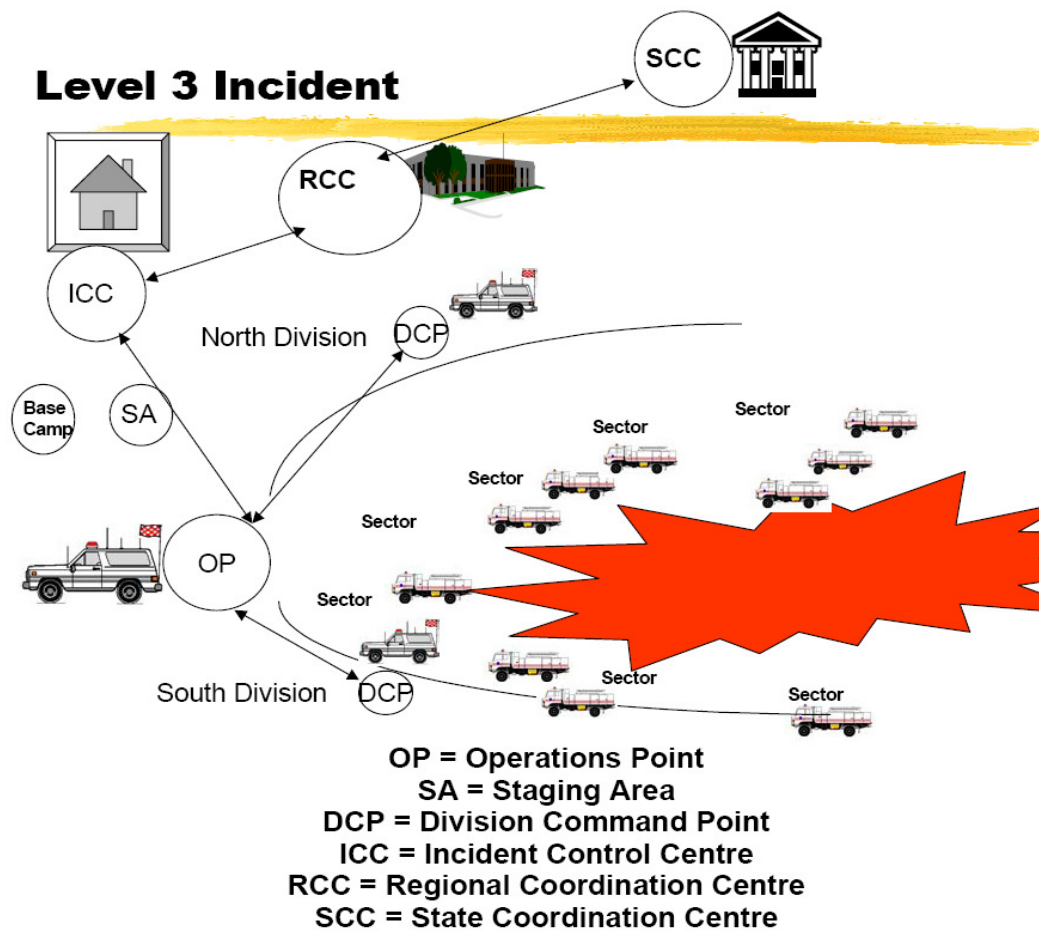 SCC
Level 3 Incident
RCC
ICC
North Division
DCP
Base
Camp
SA
Sector
Sector
Sector
Sector
OP
Sector
South Division
DCP
Sector
Sector
OP = Operations Point
SA = Staging Area
DCP = Division Command Point
ICC = Incident Control Centre
RCC = Regional Coordination Centre
SCC = State Coordination Centre